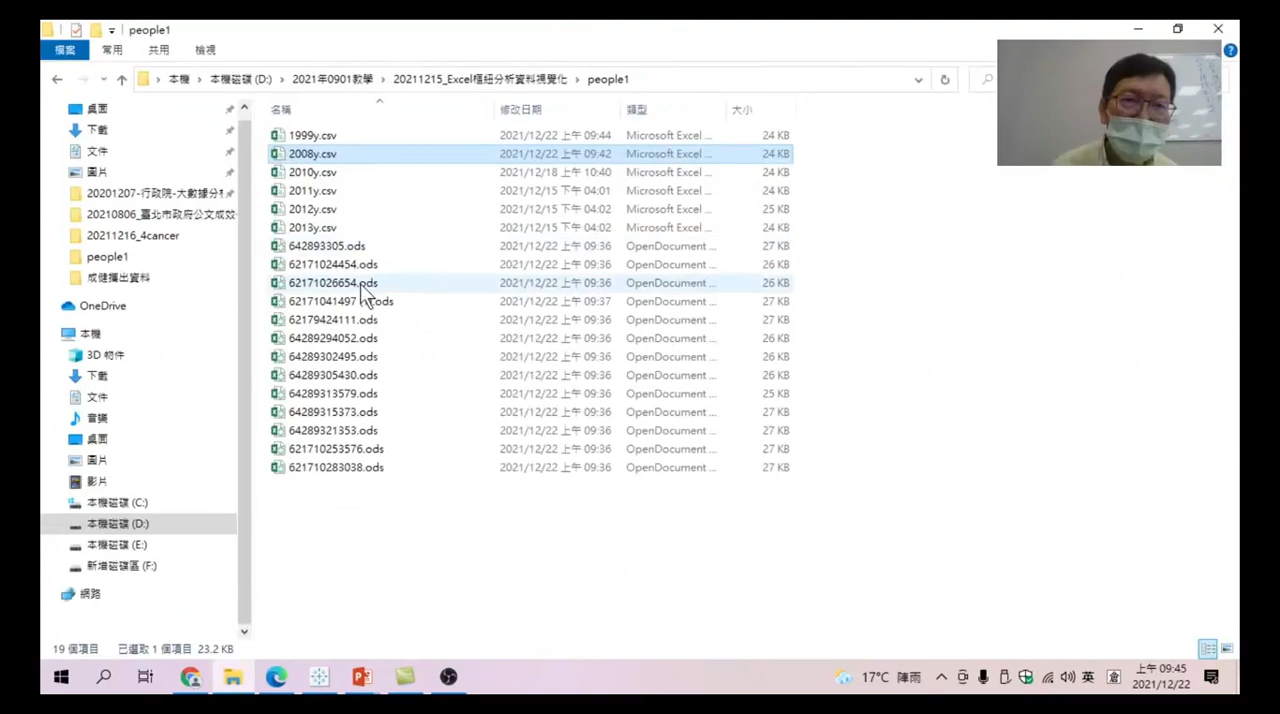 people1
檔案 常用 共用 檢視
本機 本機磁碟 (D:) 2021年0901教學 20211215_Excel樞紐分析資料視覺化 people1
名稱 修改日期 類型 大小
桌面
下載
文件
圖片
20201207-行政院-大數據分析
20210806_臺北市政府公文成效
20211216_4cancer
people1
成健攜出資料
OneDrive
本機
3D 物件
下載
文件
音樂
桌面
圖片
影片
本機磁碟 (C:)
本機磁碟 (D:)
本機磁碟 (E:)
新增磁碟區 (F:)
網路
1999y.csv 2021/12/22 上午 09:44 Microsoft Excel ... 24 KB
2008y.csv 2021/12/22 上午 09:42 Microsoft Excel ... 24 KB
2010y.csv 2021/12/18 上午 10:40 Microsoft Excel ... 24 KB
2011y.csv 2021/12/15 下午 04:01 Microsoft Excel ... 24 KB
2012y.csv 2021/12/15 下午 04:02 Microsoft Excel ... 25 KB
2013y.csv 2021/12/15 下午 04:02 Microsoft Excel ... 24 KB
642893305.ods 2021/12/22 上午 09:36 OpenDocument ... 27 KB
62171024454.ods 2021/12/22 上午 09:36 OpenDocument ... 26 KB
62171026654.ods 2021/12/22 上午 09:36 OpenDocument ... 26 KB
62171041497 ods 2021/12/22 上午 09:37 OpenDocument ... 27 KB
62179424111.ods 2021/12/22 上午 09:36 OpenDocument ... 27 KB
64289294052.ods 2021/12/22 上午 09:36 OpenDocument ... 26 KB
64289302495.ods 2021/12/22 上午 09:36 OpenDocument ... 26 KB
64289305430.ods 2021/12/22 上午 09:36 OpenDocument ... 26 KB
64289313579.ods 2021/12/22 上午 09:36 OpenDocument ... 25 KB
64289315373.ods 2021/12/22 上午 09:36 OpenDocument ... 27 KB
64289321353.ods 2021/12/22 上午 09:36 OpenDocument ... 27 KB
621710253576.ods 2021/12/22 上午 09:36 OpenDocument ... 27 KB
621710283038.ods 2021/12/22 上午 09:36 OpenDocument ... 27 KB
19 個項目 已選取 1 個項目 23.2 KB
17°C 陣雨 英 倉 上午 09:45
2021/12/22